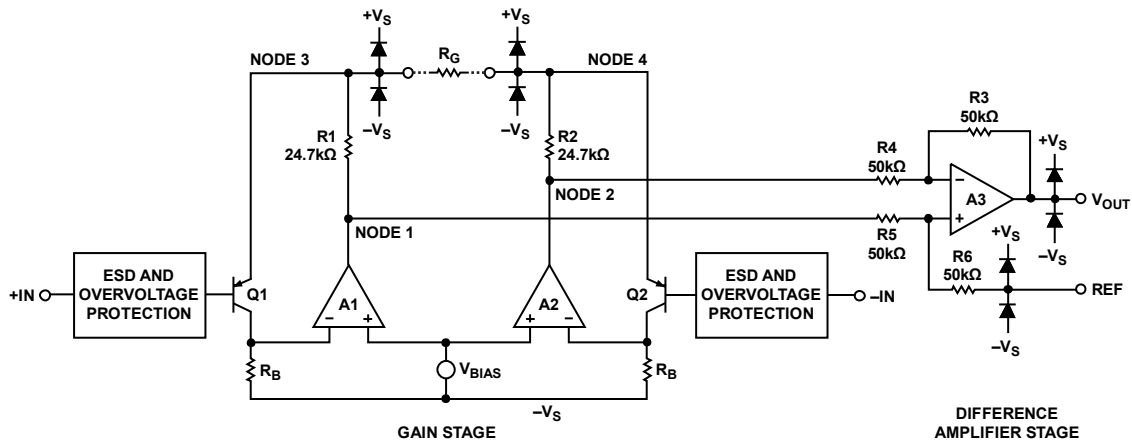 +VS
+VS
NODE 3
RG
NODE 4
−VS
−VS
R1
24.7kΩ
R2
24.7kΩ
R3
50kΩ
R4
50kΩ
+VS
NODE 2
−
A3
+
VOUT
NODE 1
R5
50kΩ
+VS
−VS
R6
50kΩ
REF
−VS
+IN
ESD AND
OVERVOLTAGE
PROTECTION
Q1
A1
−
+
A2
+
−
Q2
ESD AND
OVERVOLTAGE
PROTECTION
−IN
RB
VBIAS
RB
−VS
GAIN STAGE
DIFFERENCE
AMPLIFIER STAGE